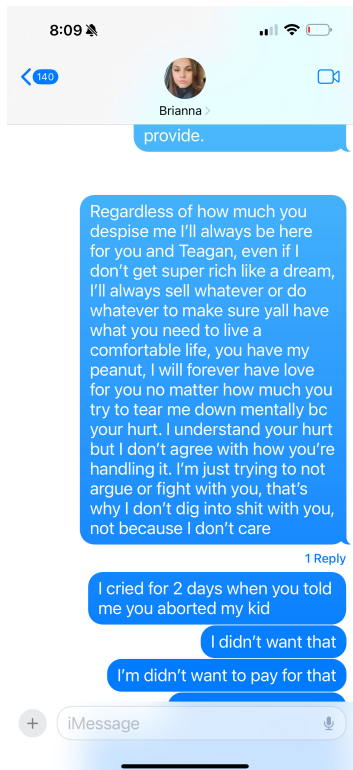 8:09
140
Brianna
provide.
Regardless of how much you
despise me I'll always be here
for you and Teagan, even if I
don't get super rich like a dream,
I'll always sell whatever or do
whatever to make sure yall have
what you need to live a
comfortable life, you have my
peanut, I will forever have love
for you no matter how much you
try to tear me down mentally bc
your hurt. I understand your hurt
but I don't agree with how you're
handling it. I'm just trying to not
argue or fight with you, that's
why I don't dig into shit with you,
not because I don't care
1 Reply
I cried for 2 days when you told
me you aborted my kid
I didn't want that
I'm didn't want to pay for that
iMessage